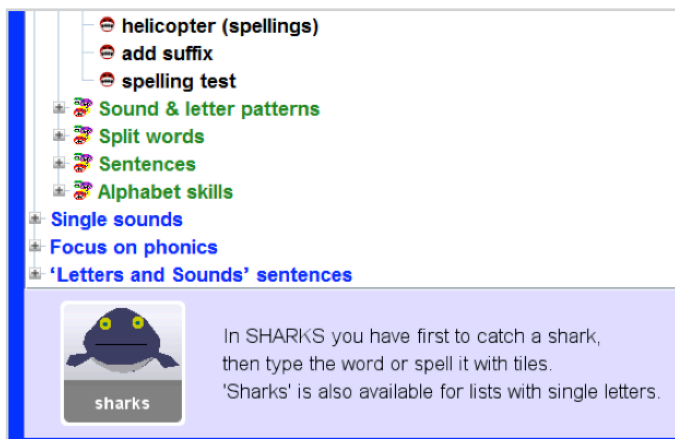 helicopter (spellings)
add suffix
spelling test
Sound & letter patterns
Split words
Sentences
Alphabet skills
Single sounds
Focus on phonics
‘Letters and Sounds’ sentences
In SHARKS you have first to catch a shark,
then type the word or spell it with tiles.
'Sharks' is also available for lists with single letters.
sharks